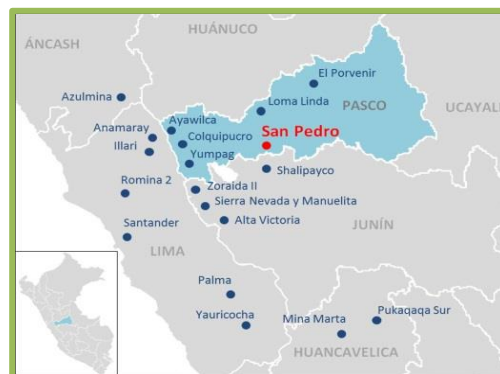 HUÁNUCO
ÁNCASH
El Porvenir
Azulmina
Loma Linda
PASCO
UCAYALI
Ayawilca
San Pedro
Anamaray
Colquipucro
Illari
Yumpag
Shalipayco
Romina 2
Zoraida II
Sierra Nevada y Manuelita
Santander
Alta Victoria
JUNÍN
LIMA
Palma
Yauricocha
Mina Marta
Pukaqaqa Sur
HUANCAVELICA